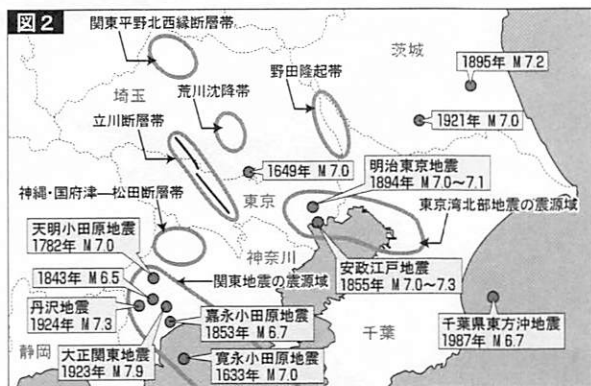 図2
関東平野北西縁断層帯
茨城
1895年 M7.2
埼玉
荒川沈降帯
野田隆起帯
立川断層帯
1921年 M7.0
1649年 M7.0
明治東京地震
1894年 M7.0〜7.1
神縄・国府津―松田断層帯
東京
東京湾北部地震の震源域
天明小田原地震
1782年 M7.0
神奈川
安政江戸地震
1855年 M7.0〜7.3
関東地震の震源域
1843年 M6.5
丹沢地震
1924年 M7.3
嘉永小田原地震
1853年 M6.7
千葉
千葉県東方沖地震
1987年 M6.7
静岡
大正関東地震
1923年 M7.9
寛永小田原地震
1633年 M7.0